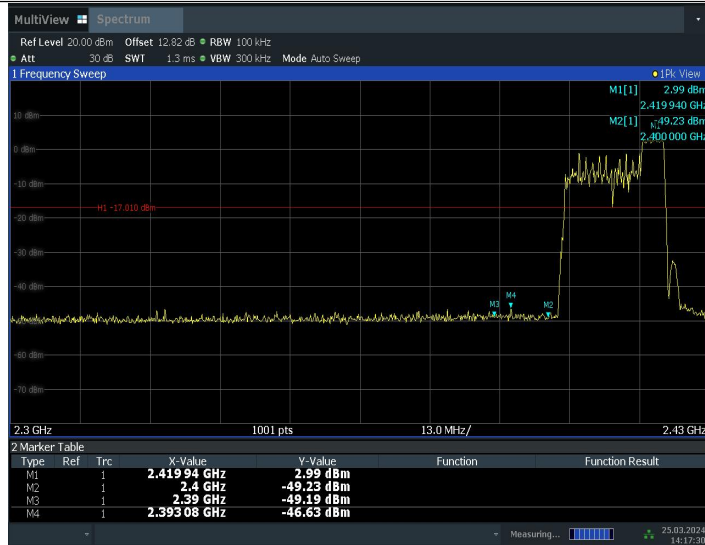 MultiView Spectrum
Ref Level 20.00 dBm Offset 12.82 dB RBW 100 kHz
Att 30 dB SWT 1.3 ms VBW 300 kHz Mode Auto Sweep
1 Frequency Sweep 1Pk View
M1[1] 2.99 dBm
2.419 940 GHz
10 dBm
M2[1] -49.23 dBm
M1
2.400 000 GHz
0 dBm
-10 dBm
H1 -17.010 dBm
-20 dBm
-30 dBm
-40 dBm
M3 M4 M2
-60 dBm
-70 dBm
2.3 GHz 1001 pts 13.0 MHz/ 2.43 GHz
2 Marker Table
Type Ref Trc X-Value Y-Value Function Function Result
M1 1 2.419 94 GHz 2.99 dBm
M2 1 2.4 GHz -49.23 dBm
M3 1 2.39 GHz -49.19 dBm
M4 1 2.393 08 GHz -46.63 dBm
Measuring... 25.03.2024
14:17:30